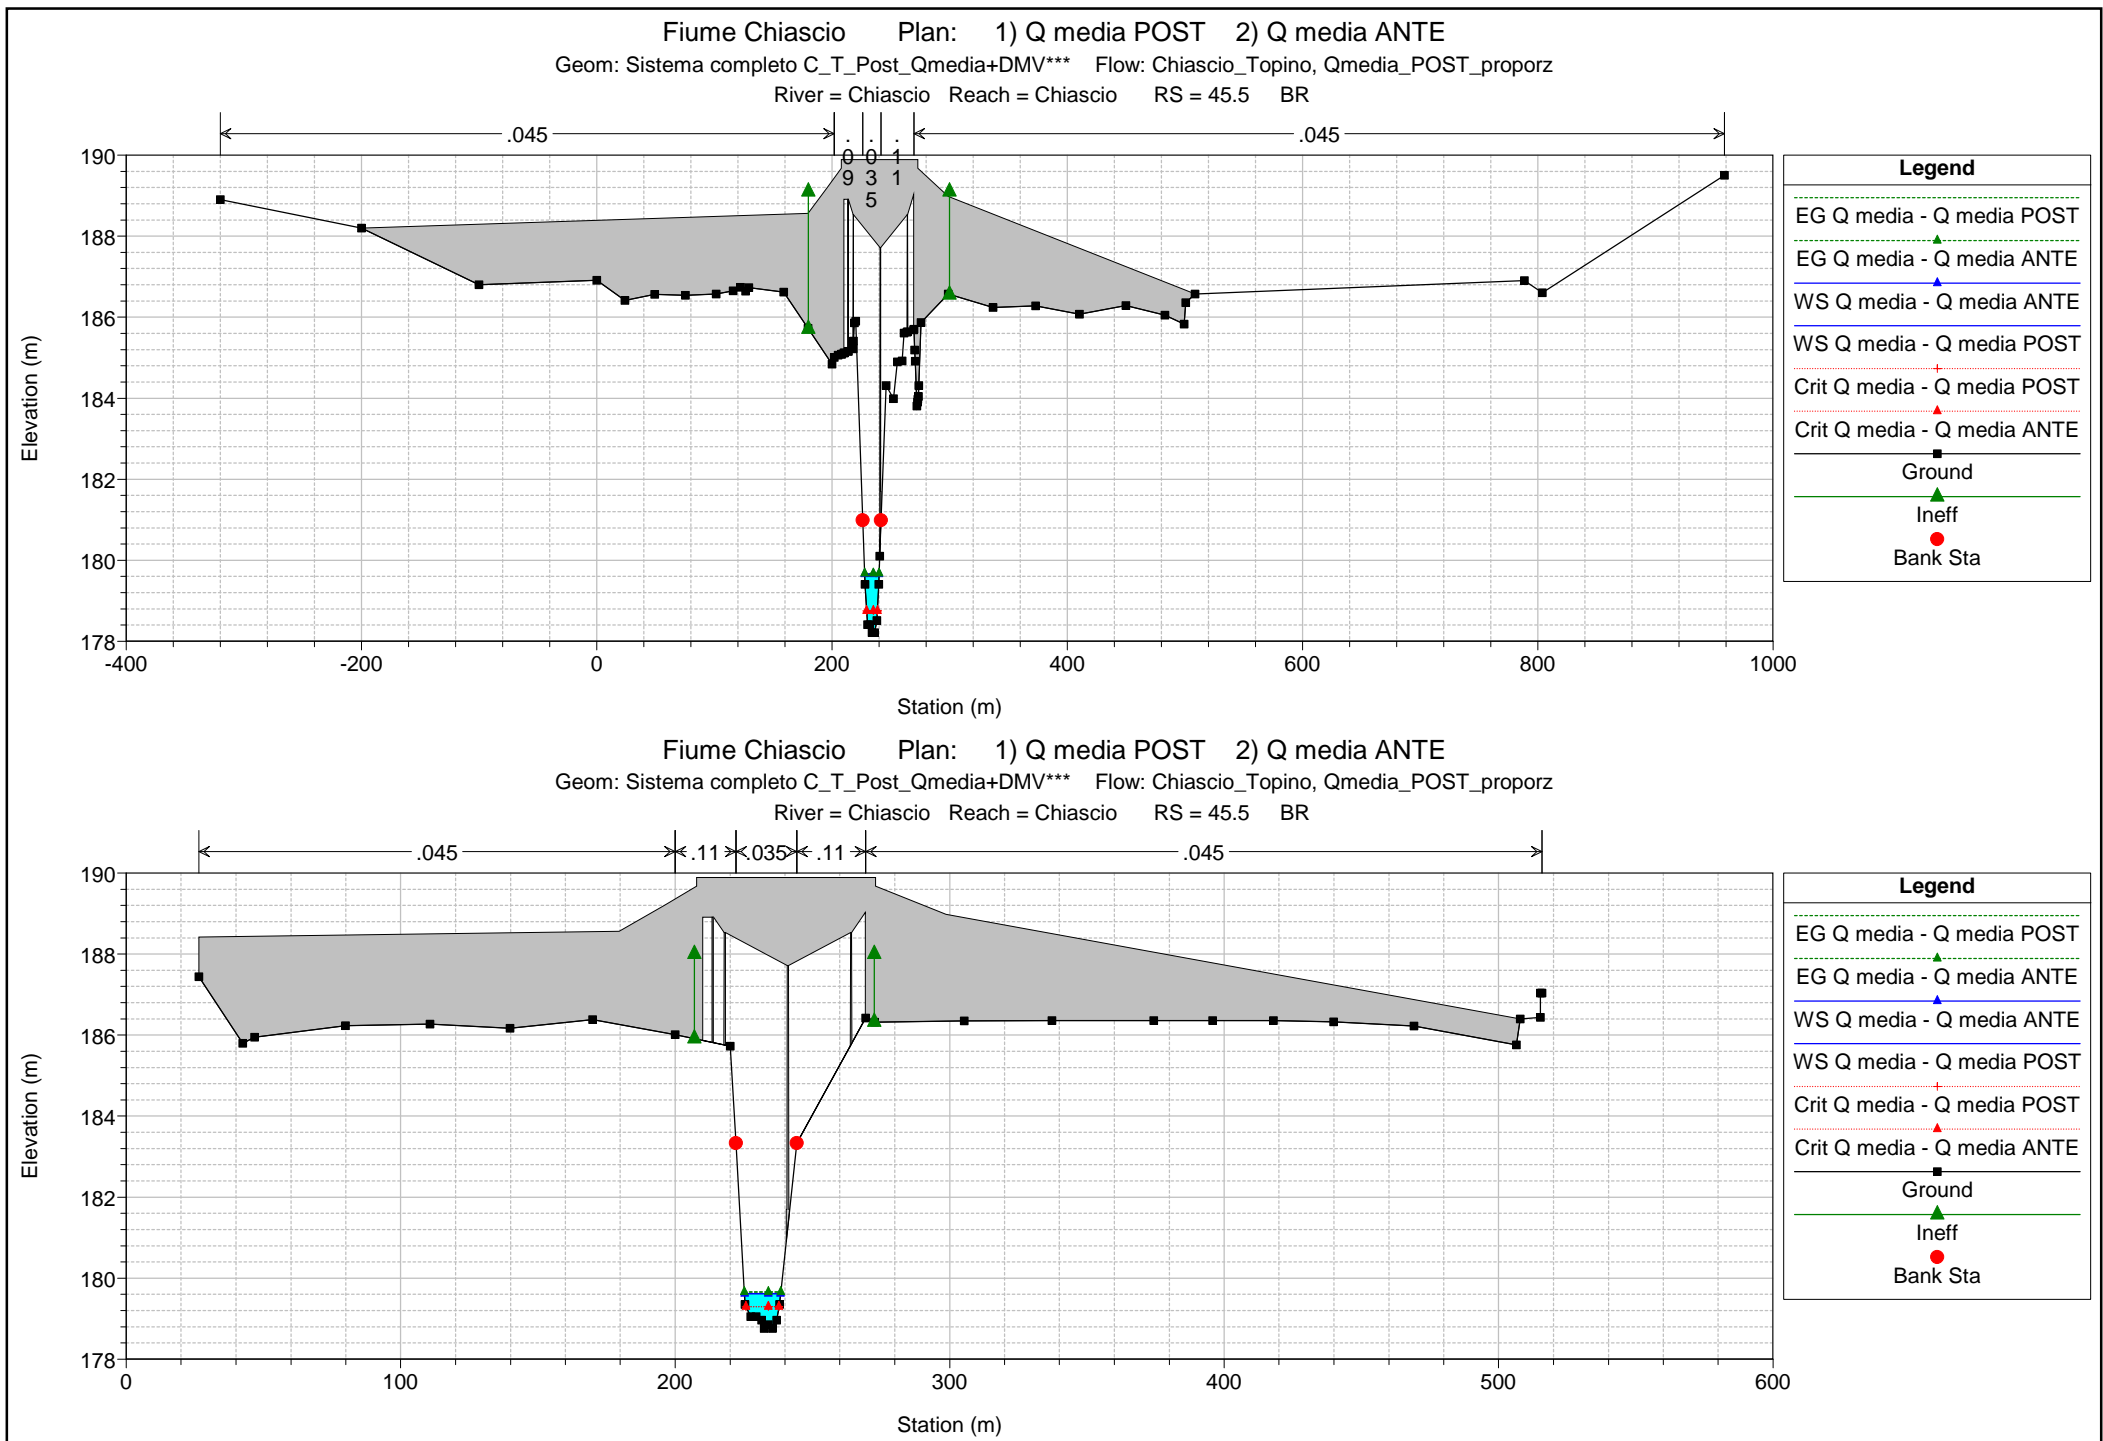 Fiume Chiascio Plan: 1) Q media POST 2) Q media ANTE
Geom: Sistema completo C_T_Post_Qmedia+DMV*** Flow: Chiascio_Topino, Qmedia_POST_proporz
River = Chiascio Reach = Chiascio RS = 45.5 BR
.045
.09
.035
.11
.045
190
188
186
184
182
180
178
Elevation (m)
-400 -200 0 200 400 600 800 1000
Station (m)
Legend
EG Q media - Q media POST
EG Q media - Q media ANTE
WS Q media - Q media ANTE
WS Q media - Q media POST
Crit Q media - Q media POST
Crit Q media - Q media ANTE
Ground
Ineff
Bank Sta
Fiume Chiascio Plan: 1) Q media POST 2) Q media ANTE
Geom: Sistema completo C_T_Post_Qmedia+DMV*** Flow: Chiascio_Topino, Qmedia_POST_proporz
River = Chiascio Reach = Chiascio RS = 45.5 BR
.045 .11 .035 .11 .045
190
188
186
184
182
180
178
Elevation (m)
0 100 200 300 400 500 600
Station (m)
Legend
EG Q media - Q media POST
EG Q media - Q media ANTE
WS Q media - Q media ANTE
WS Q media - Q media POST
Crit Q media - Q media POST
Crit Q media - Q media ANTE
Ground
Ineff
Bank Sta